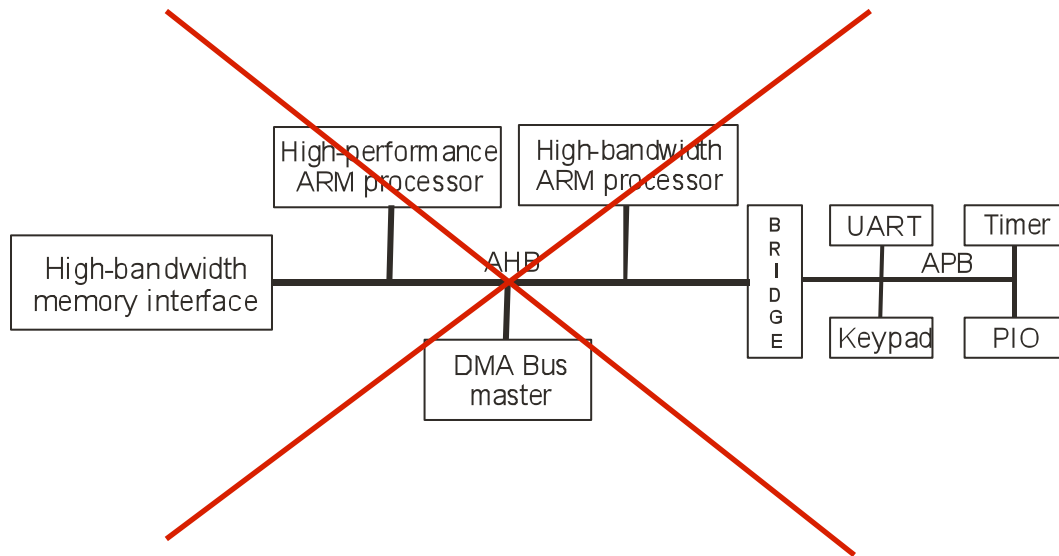 High-performance
ARM processor
High-bandwidth
ARM processor
High-bandwidth
memory interface
AHB
DMA Bus
master
BRIDGE
UART
Timer
APB
Keypad
PIO